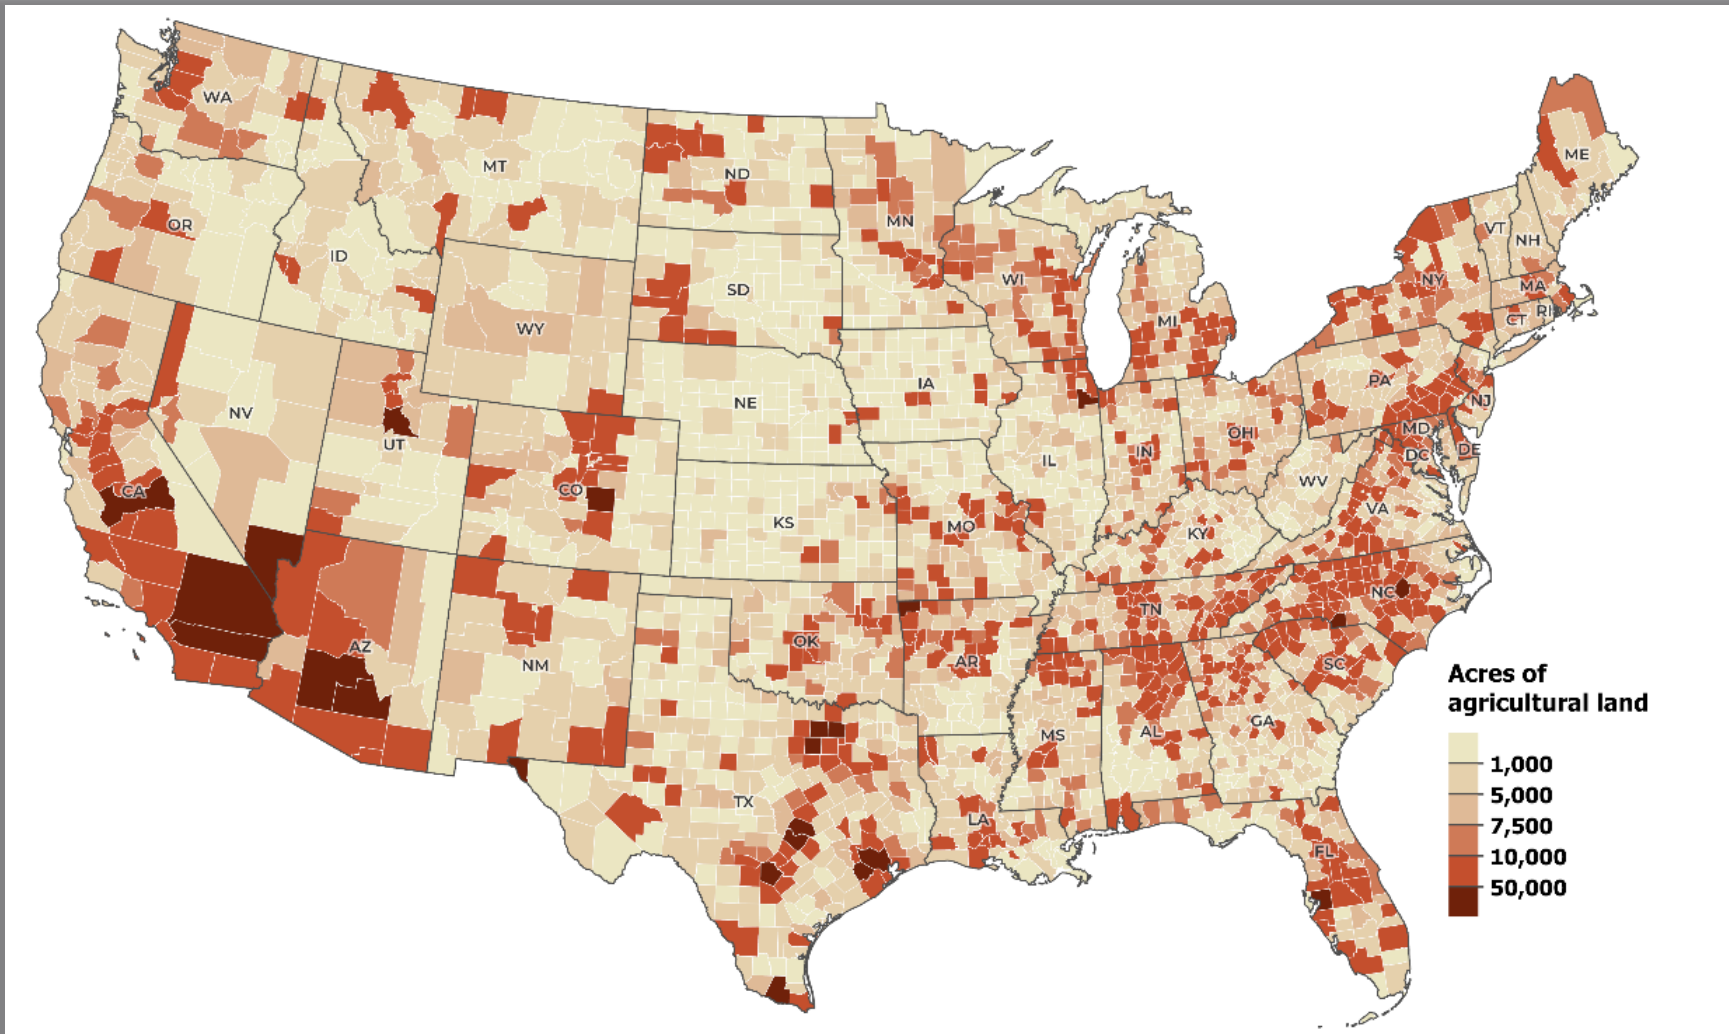 WA
MT
ND
MN
OR
ID
SD
WI
MI
WY
NE
IA
NV
UT
CO
CA
KS
MO
IL
IN
OH
PA
NY
VT
NH
ME
MA
CT
RI
NJ
MD
DC
DE
WV
VA
KY
TN
NC
SC
GA
AL
MS
AR
OK
NM
AZ
TX
LA
FL
Acres of
agricultural land
1,000
5,000
7,500
10,000
50,000